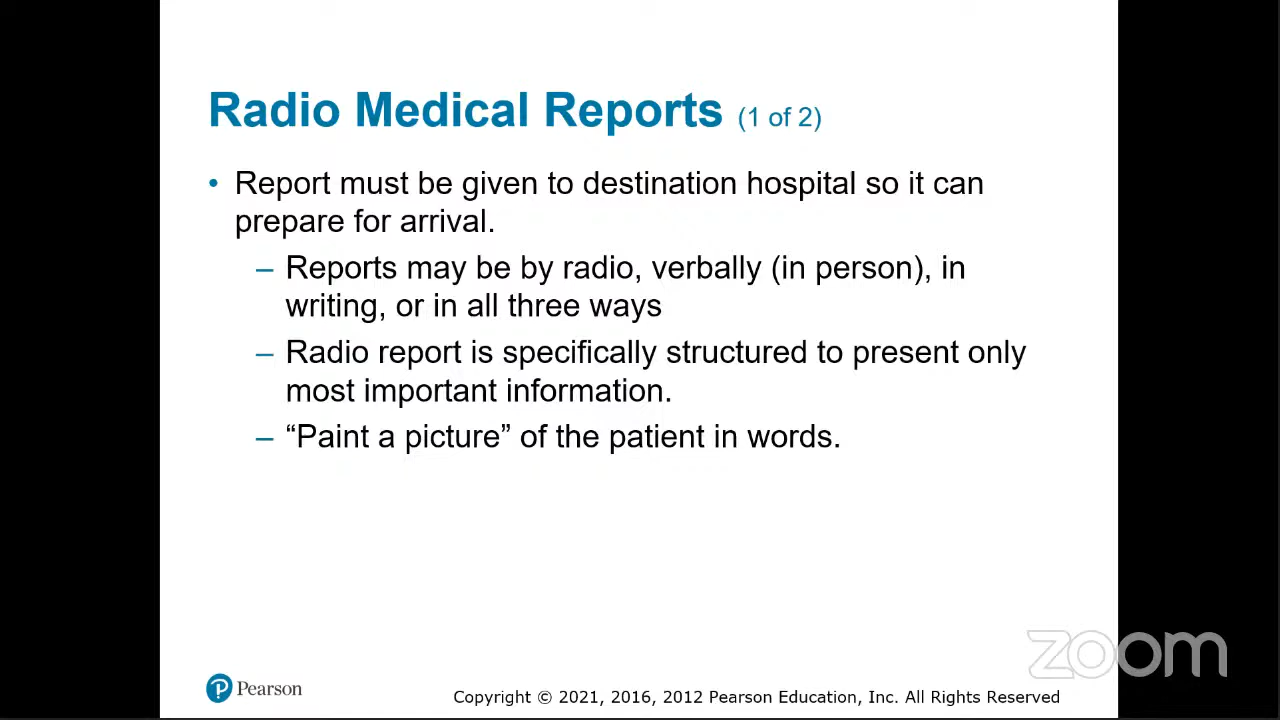 Radio Medical Reports (1 of 2)
• Report must be given to destination hospital so it can
prepare for arrival.
– Reports may be by radio, verbally (in person), in
writing, or in all three ways
– Radio report is specifically structured to present only
most important information.
– “Paint a picture” of the patient in words.
zoom
Pearson
Copyright © 2021, 2016, 2012 Pearson Education, Inc. All Rights Reserved